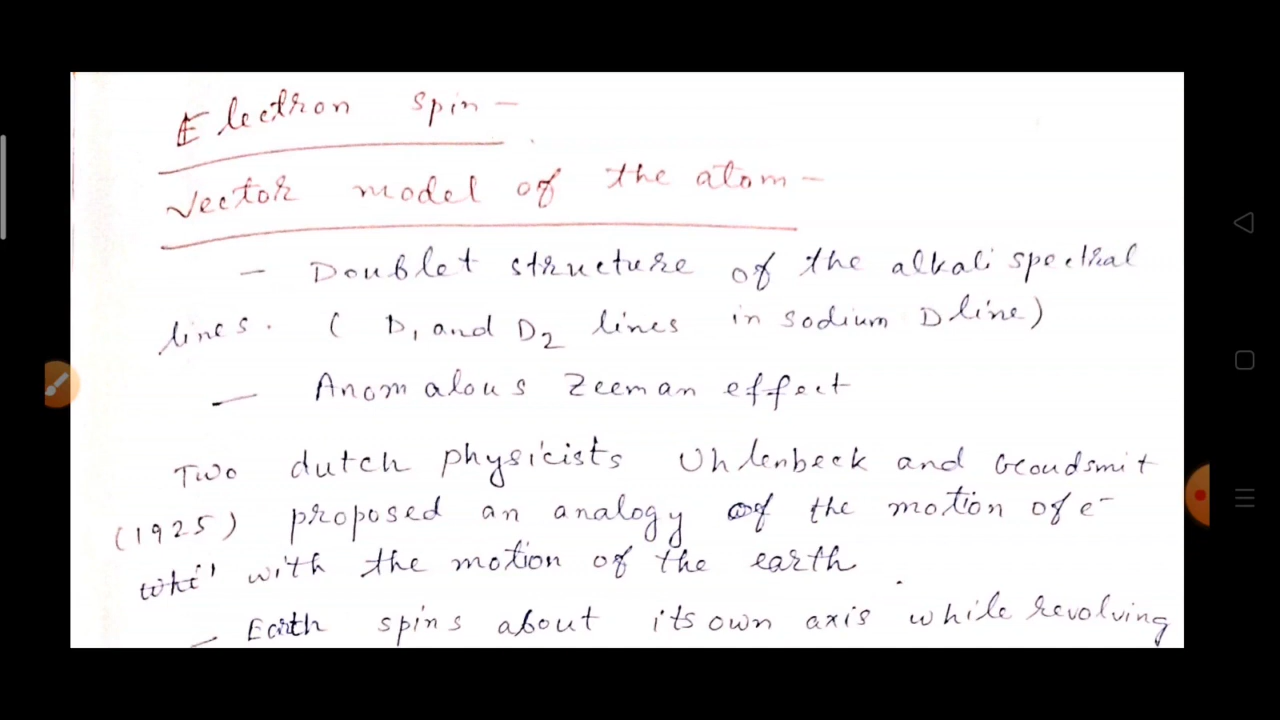 Electron spin -
Vector model of the atom -
- Doublet structure of the alkali spectral
lines. ( D1 and D2 lines in sodium D line)
- Anomalous Zeeman effect
Two dutch physicists Uhlenbeck and Goudsmit
(1925) proposed an analogy of the motion of e-
with the motion of the earth
- Earth spins about its own axis while revolving